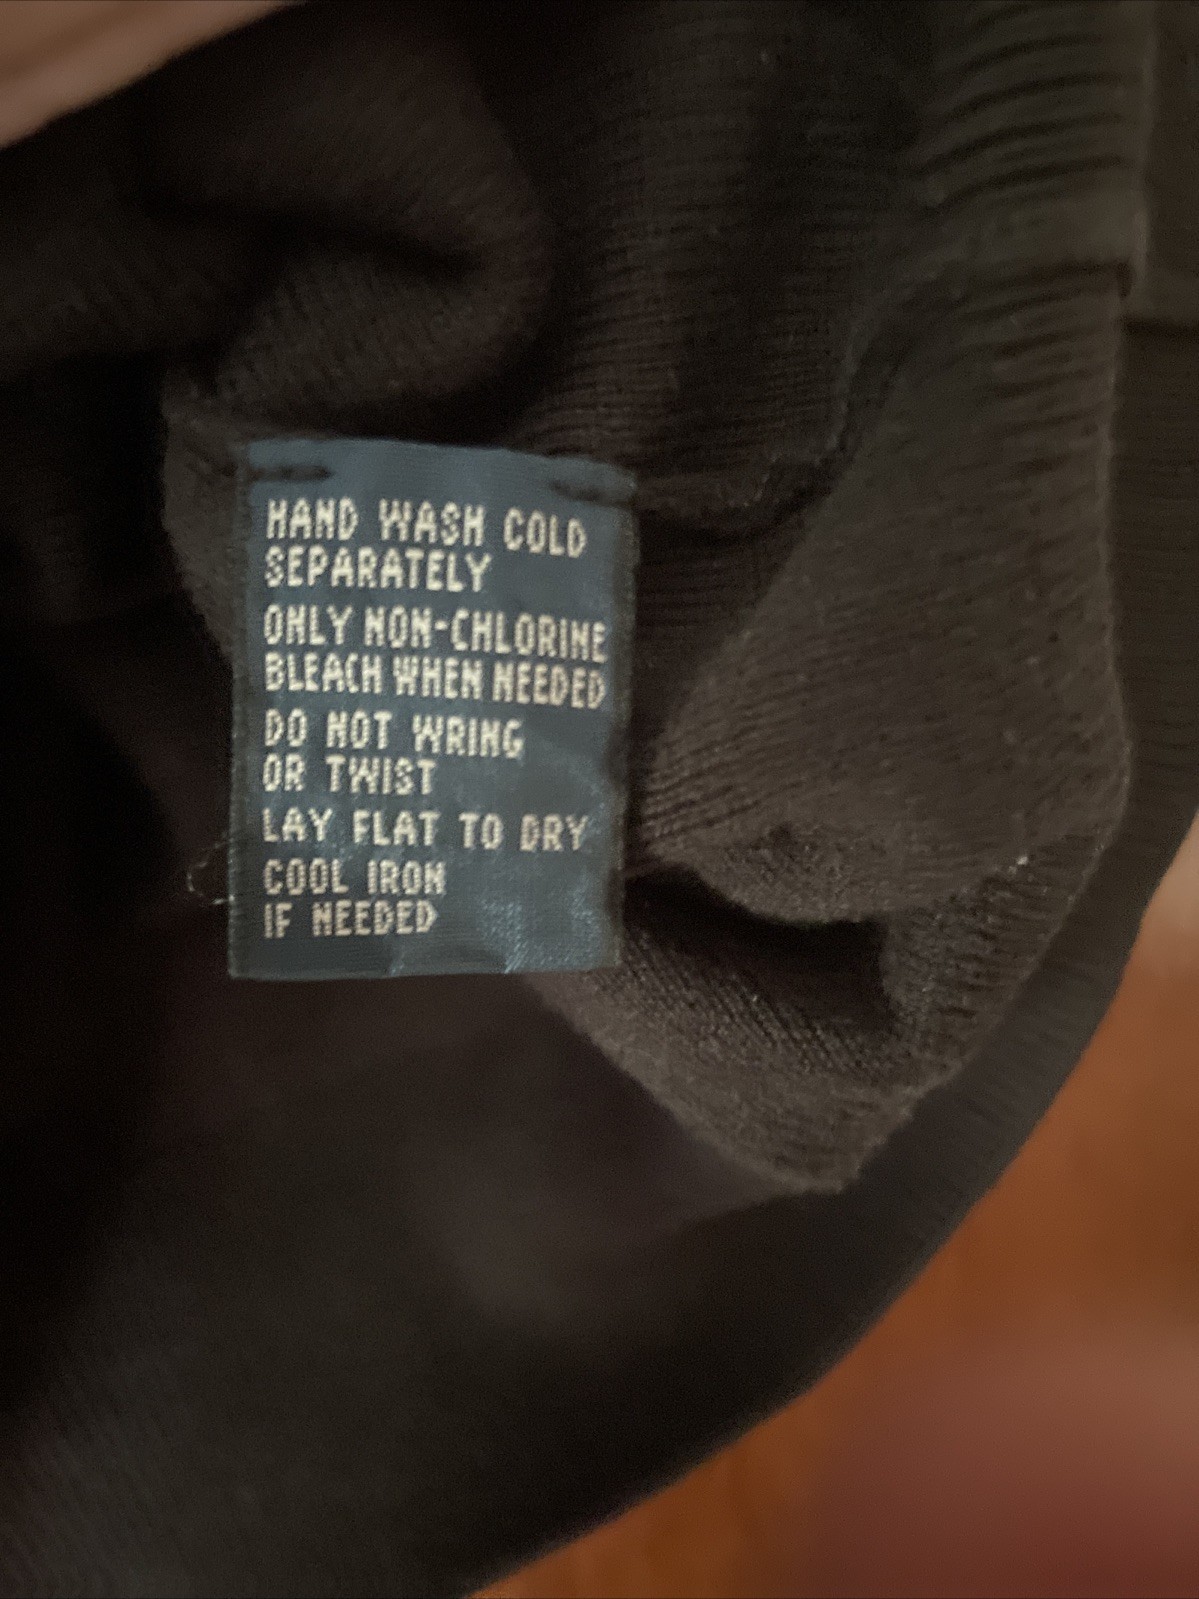 HAND WASH COLD
SEPARATELY
ONLY NON-CHLORINE
BLEACH WHEN NEEDED
DO NOT WRING
OR TWIST
LAY FLAT TO DRY
COOL IRON
IF NEEDED